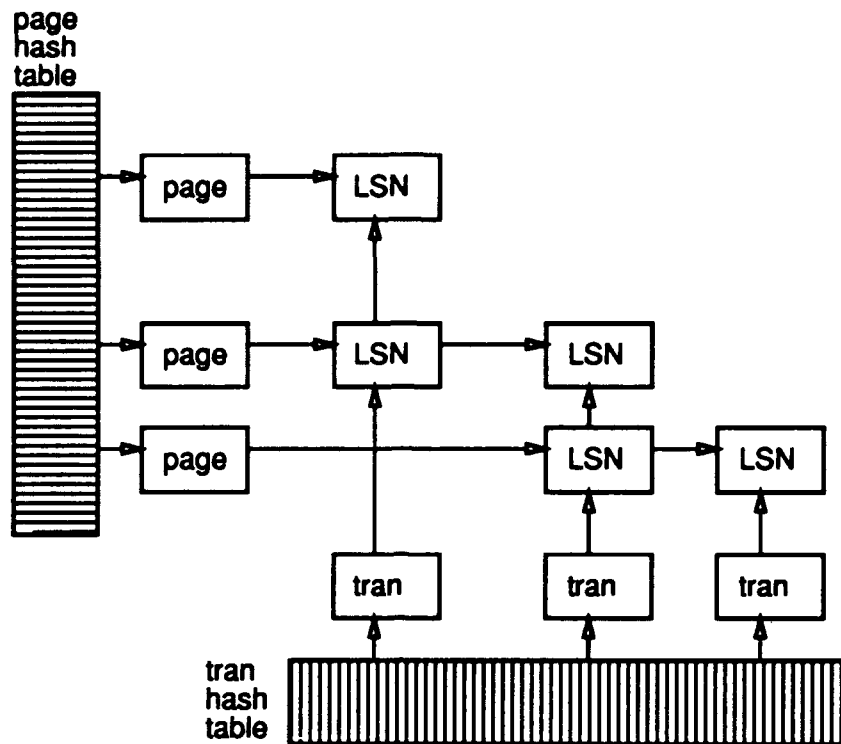 page
hash
table
page
LSN
page
LSN
LSN
page
LSN
LSN
tran
tran
tran
tran
hash
table